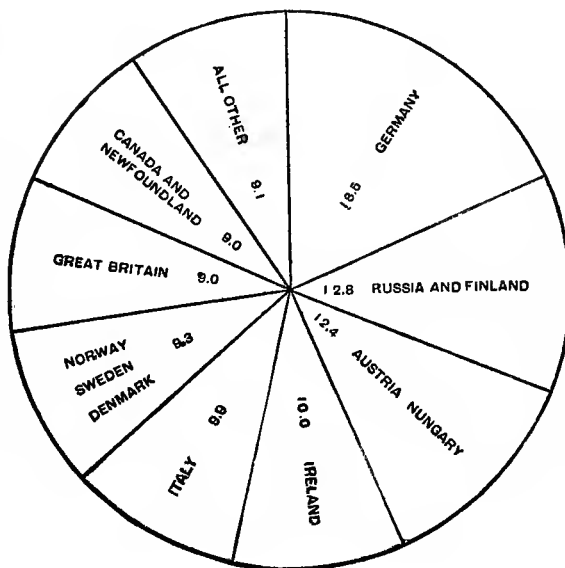 GERMANY
18.5
12.8 RUSSIA AND FINLAND
12.4
AUSTRIA NUNGARY
10.0
IRELAND
9.9
ITALY
9.3
NORWAY
SWEDEN
DENMARK
GREAT BRITAIN 9.0
CANADA AND
NEWFOUNDLAND
9.0
ALL OTHER
9.1